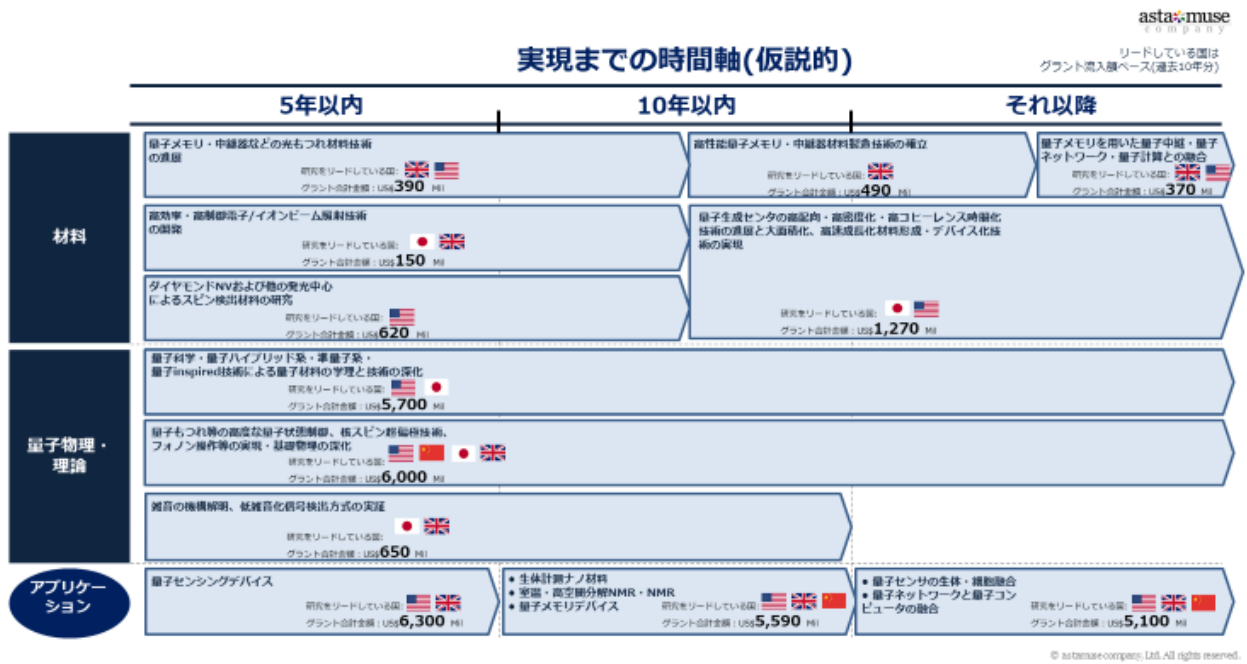 asta muse
company
実現までの時間軸(仮説的)
リードしている国は
グラント流入額ベース(過去10年分)
5年以内
10年以内
それ以降
材料
量子メモリ・中継器などの光もつれ材料技術
の進展
研究をリードしている国:
グラント合計金額:US$390 Mil
高性能量子メモリ・中継器材料製造技術の確立
研究をリードしている国:
グラント合計金額:US$490 Mil
量子メモリを用いた量子中継・量子
ネットワーク・量子計算との融合
研究をリードしている国:
グラント合計金額:US$370 Mil
高効率・高制御電子/イオンビーム照射技術
の開発
研究をリードしている国:
グラント合計金額:US$150 Mil
量子生成センタの高配向・高密度化・高コヒーレンス時間化
技術の進展と大面積化、高速成長化材料形成・デバイス化技
術の実現
研究をリードしている国:
グラント合計金額:US$1,270 Mil
ダイヤモンドNVおよび他の発光中心
によるスピン検出材料の研究
研究をリードしている国:
グラント合計金額:US$620 Mil
量子物理・
理論
量子科学・量子ハイブリッド系・準量子系・
量子inspired技術による量子材料の学理と技術の深化
研究をリードしている国:
グラント合計金額:US$5,700 Mil
量子もつれ等の高度な量子状態制御、核スピン超偏極技術、
フォノン操作等の実現・基礎物理の深化
研究をリードしている国:
グラント合計金額:US$6,000 Mil
雑音の機構解明、低雑音化信号検出方式の実証
研究をリードしている国:
グラント合計金額:US$650 Mil
アプリケー
ション
量子センシングデバイス
研究をリードしている国:
グラント合計金額:US$6,300 Mil
• 生体計測ナノ材料
• 室温・高空間分解NMR・NMR
• 量子メモリデバイス
研究をリードしている国:
グラント合計金額:US$5,590 Mil
• 量子センサの生体・細胞融合
• 量子ネットワークと量子コン
ピュータの融合
研究をリードしている国:
グラント合計金額:US$5,100 Mil
© astamuse company, Ltd. All rights reserved.